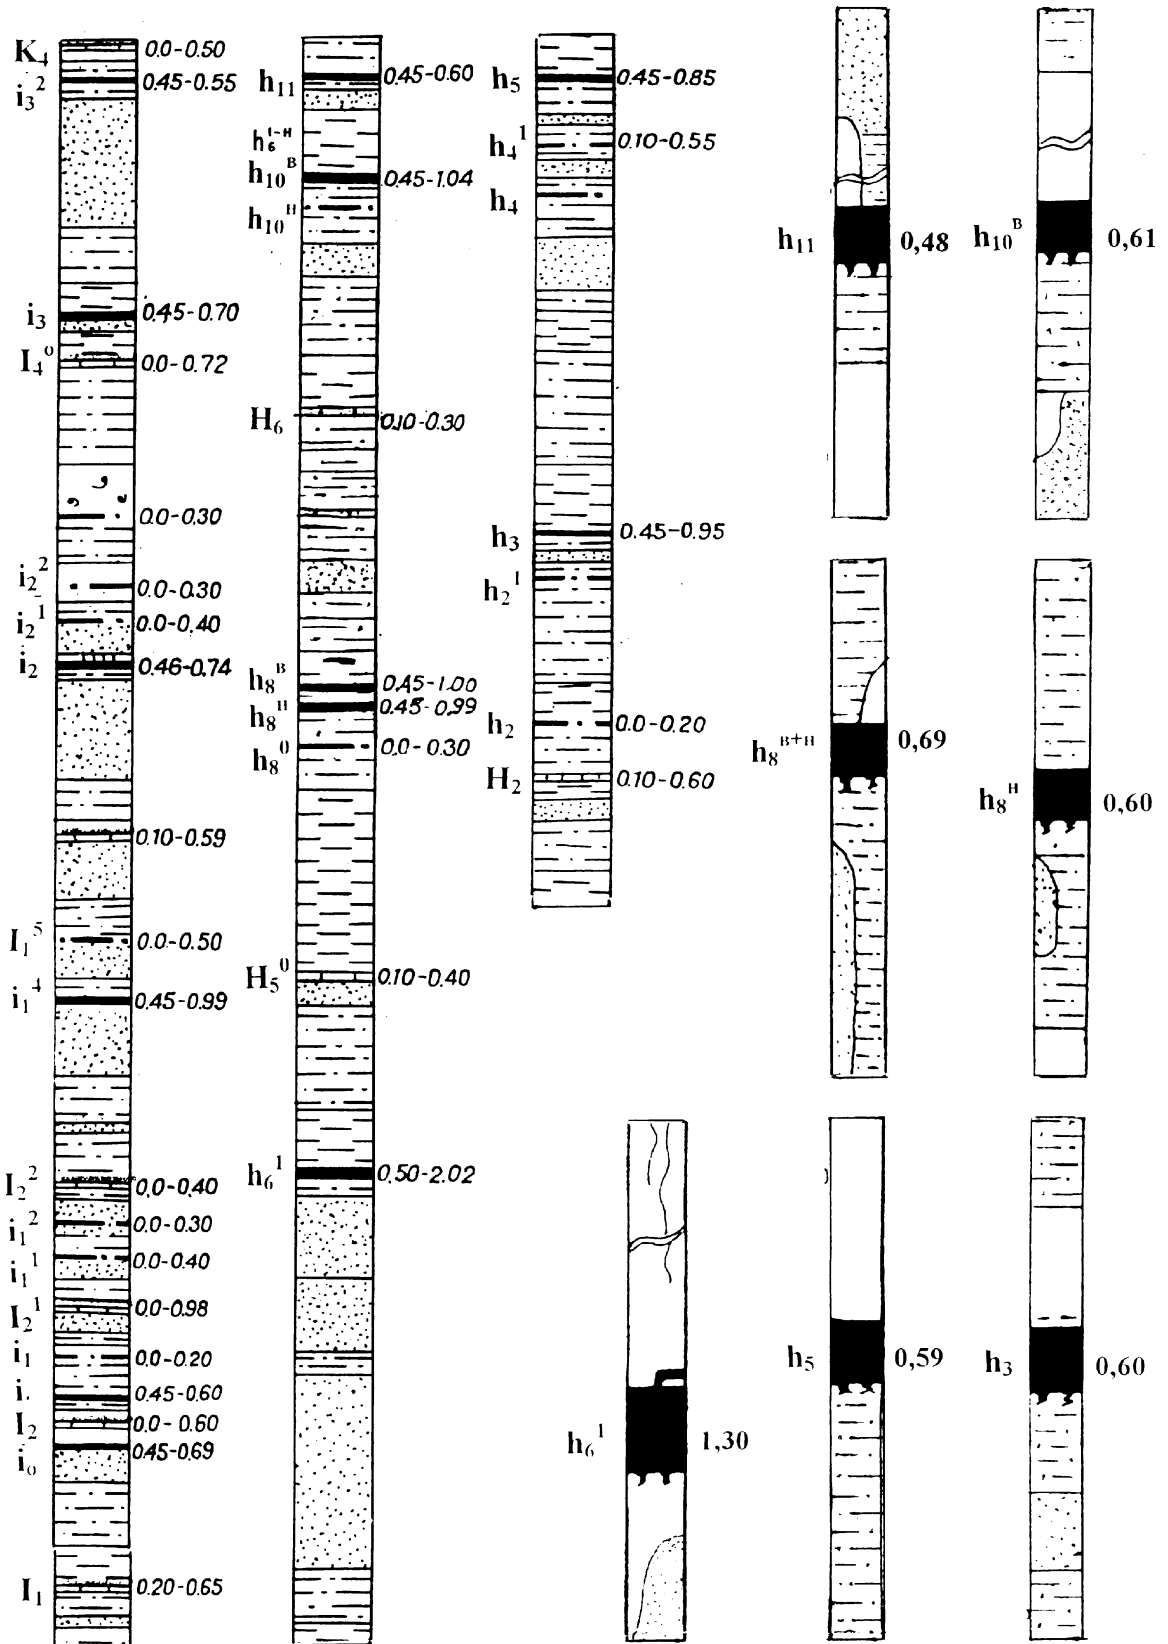 K₄ 0.0-0.50
i₃² 0.45-0.55
i₃ 0.45-0.70
I₄⁰ 0.0-0.72
0.0-0.30
i₂² 0.0-0.30
i₂¹ 0.0-0.40
i₂ 0.46-0.74
0.10-0.59
I₁⁵ 0.0-0.50
i₁⁴ 0.45-0.99
I₂² 0.0-0.40
i₁² 0.0-0.30
i₁¹ 0.0-0.40
I₂¹ 0.0-0.98
i₁ 0.0-0.20
i. 0.45-0.60
I₂ 0.0-0.60
i₀ 0.45-0.69
I₁ 0.20-0.65
h₁₁ 0.45-0.60
h₆¹⁻ᴴ
h₁₀ᴮ 0.45-1.04
h₁₀ᴴ
H₆ 0.10-0.30
h₈ᴮ 0.45-1.00
h₈ᴴ 0.45-0.99
h₈⁰ 0.0-0.30
H₅⁰ 0.10-0.40
h₆¹ 0.50-2.02
h₅ 0.45-0.85
h₄¹ 0.10-0.55
h₄
h₃ 0.45-0.95
h₂¹
h₂ 0.0-0.20
H₂ 0.10-0.60
h₁₁ 0,48
h₁₀ᴮ 0,61
h₈ᴮ⁺ᴴ 0,69
h₈ᴴ 0,60
h₆¹ 1,30
h₅ 0,59
h₃ 0,60